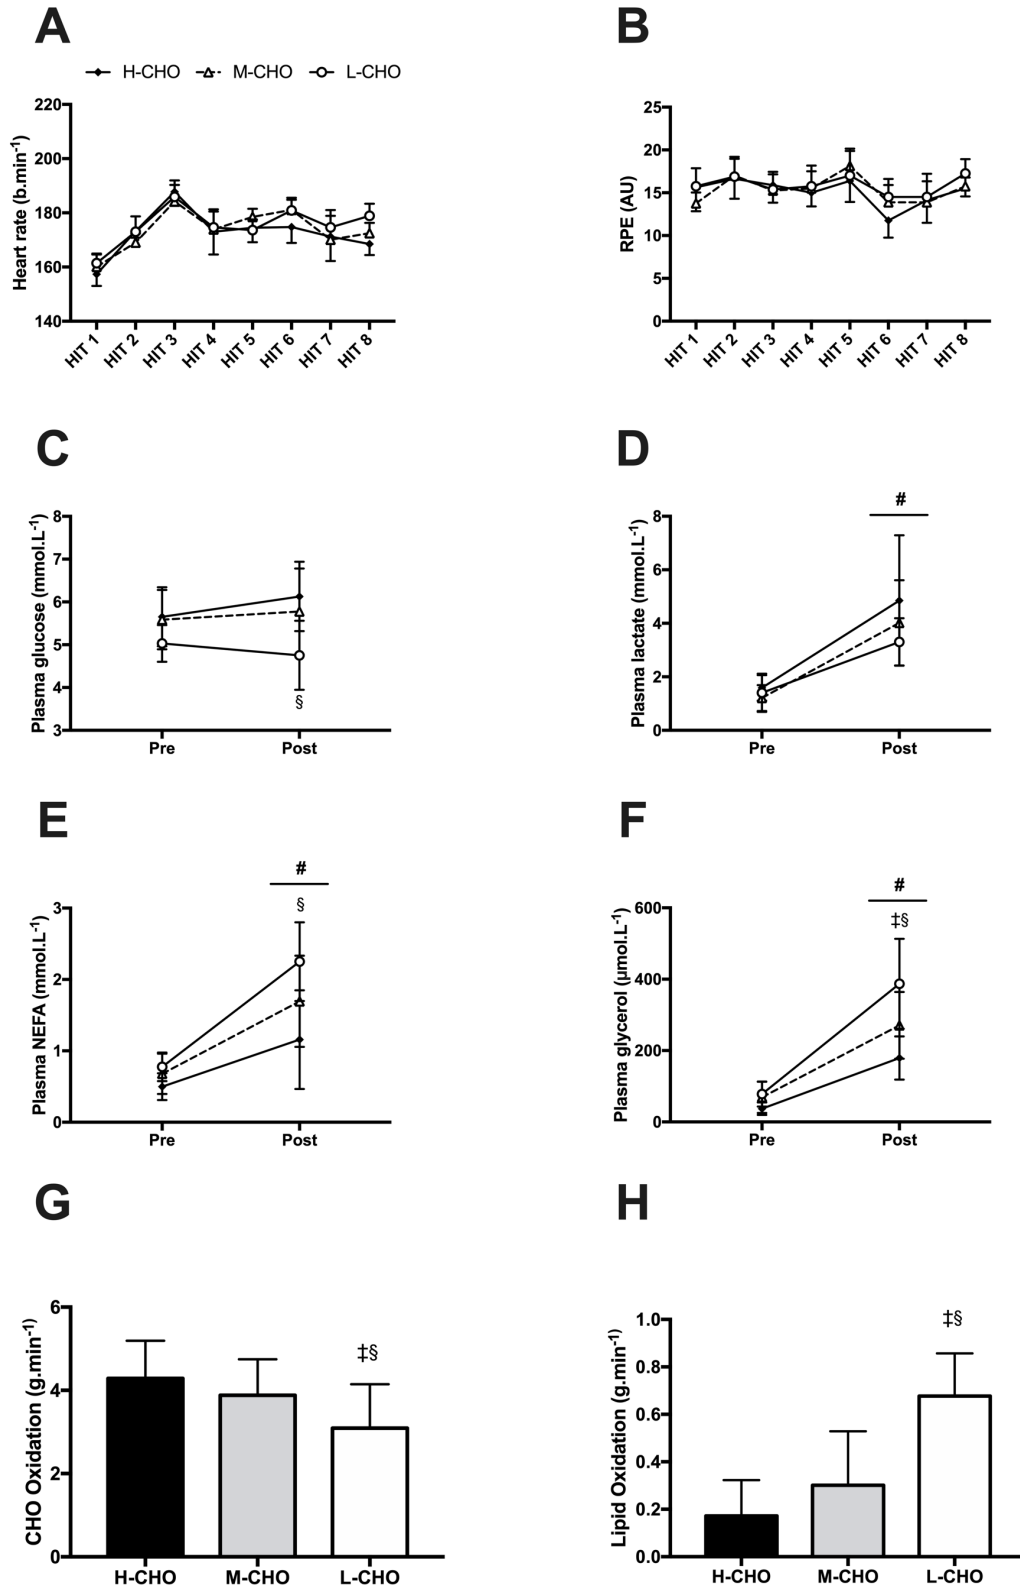 A
B
H-CHO M-CHO L-CHO
Heart rate (b.min⁻¹)
220
200
180
160
140
HIT 1 HIT 2 HIT 3 HIT 4 HIT 5 HIT 6 HIT 7 HIT 8
RPE (AU)
25
20
15
10
5
0
HIT 1 HIT 2 HIT 3 HIT 4 HIT 5 HIT 6 HIT 7 HIT 8
C
D
Plasma glucose (mmol.L⁻¹)
8
7
6
5
4
3
§
Pre Post
Plasma lactate (mmol.L⁻¹)
#
8
6
4
2
0
Pre Post
E
F
Plasma NEFA (mmol.L⁻¹)
#
§
3
2
1
0
Pre Post
Plasma glycerol (µmol.L⁻¹)
#
‡§
600
400
200
0
Pre Post
G
H
CHO Oxidation (g.min⁻¹)
6
4
2
0
‡§
H-CHO M-CHO L-CHO
Lipid Oxidation (g.min⁻¹)
‡§
1.0
0.8
0.6
0.4
0.2
0.0
H-CHO M-CHO L-CHO